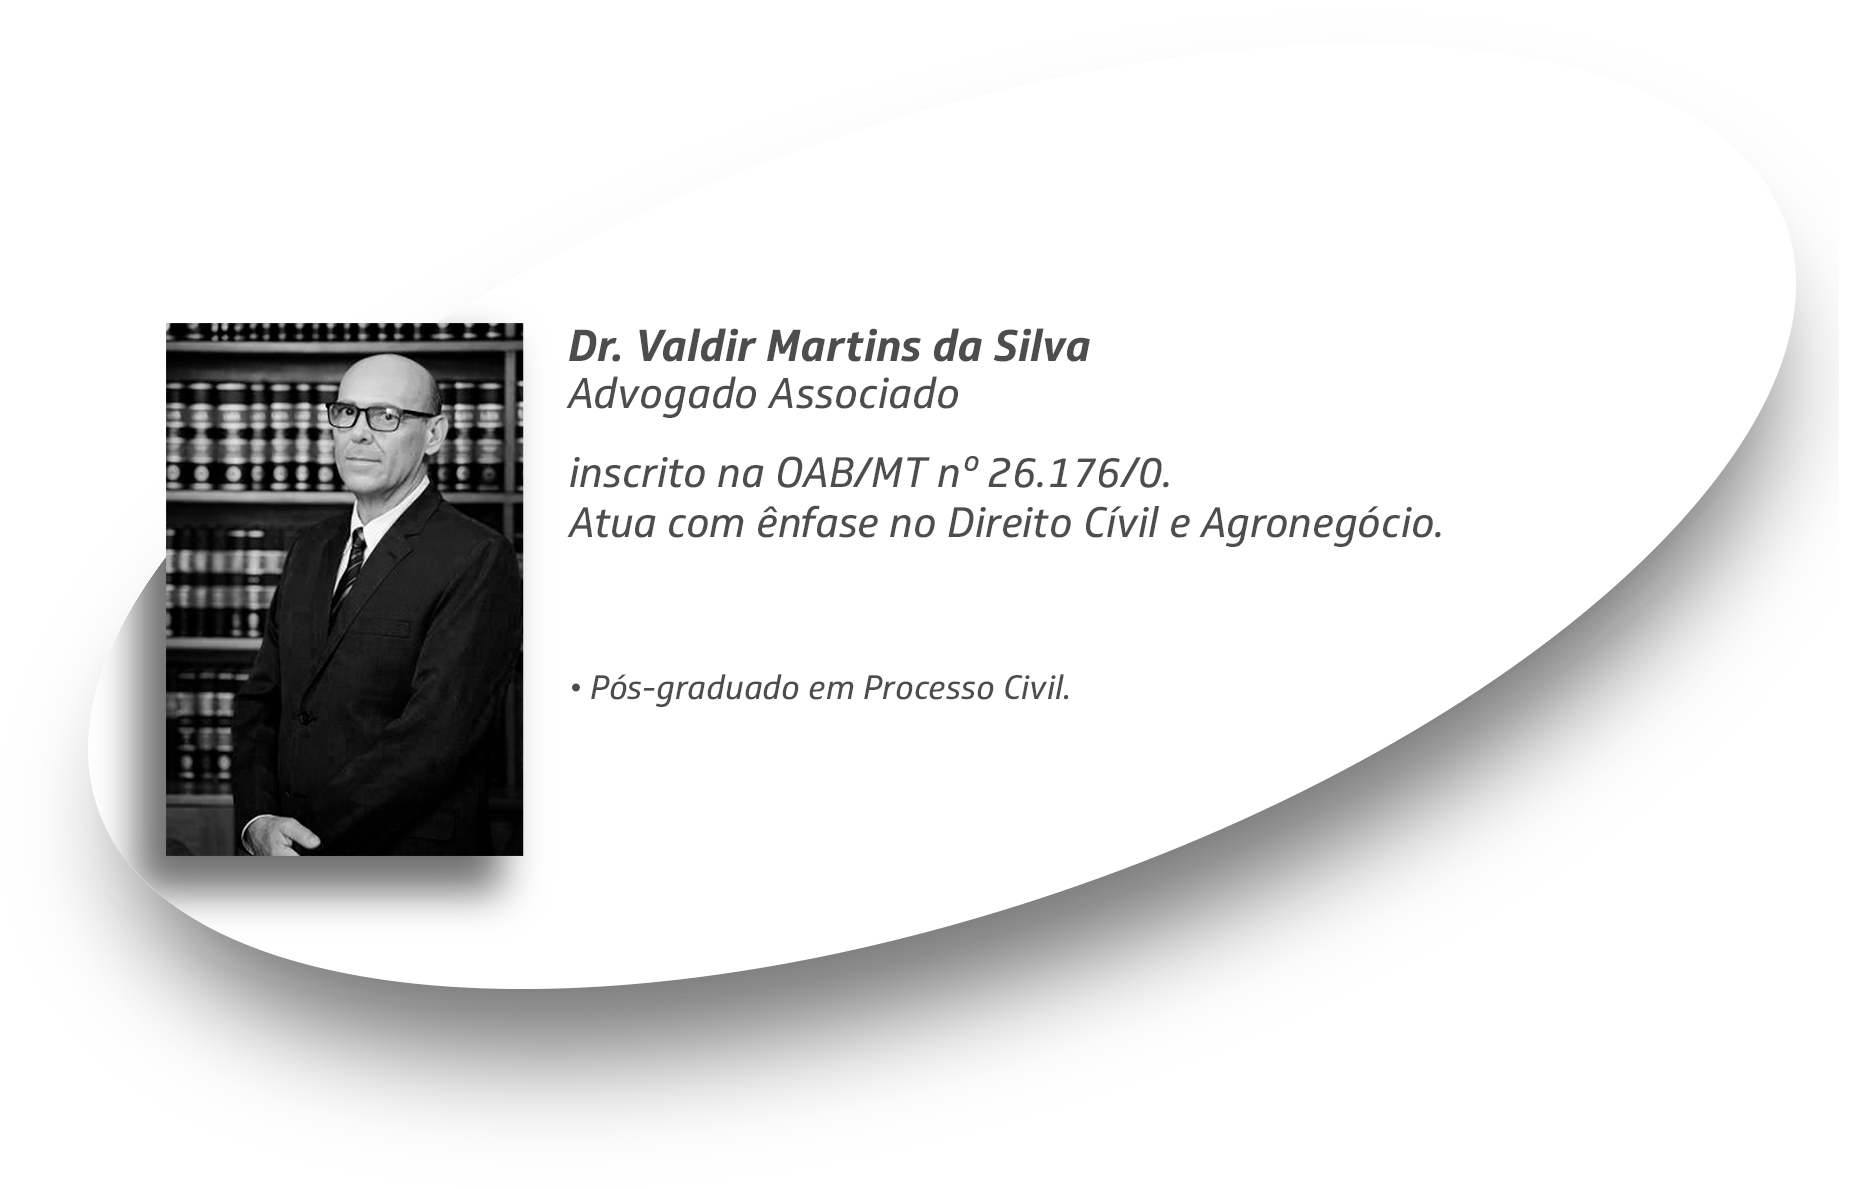 Dr. Valdir Martins da Silva
Advogado Associado
inscrito na OAB/MT nº 26.176/0.
Atua com ênfase no Direito Cívil e Agronegócio.
• Pós-graduado em Processo Civil.